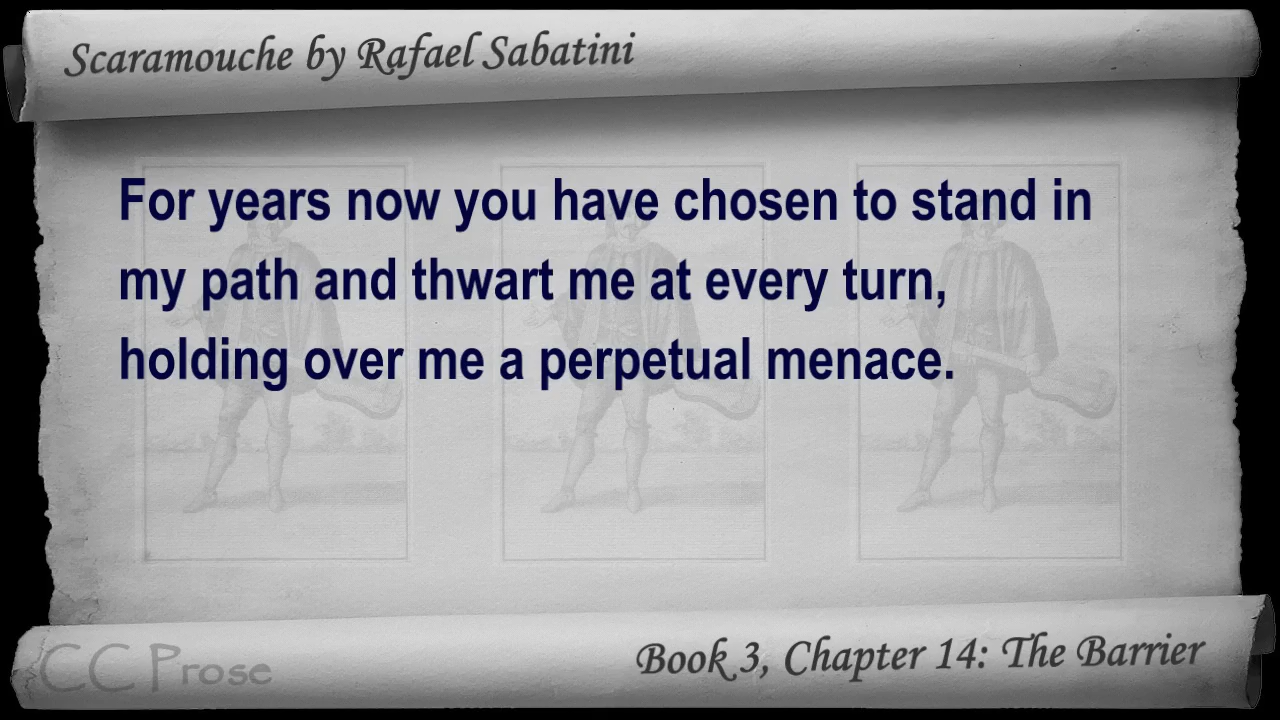 Scaramouche by Rafael Sabatini
For years now you have chosen to stand in
my path and thwart me at every turn,
holding over me a perpetual menace.
CC Prose
Book 3, Chapter 14: The Barrier